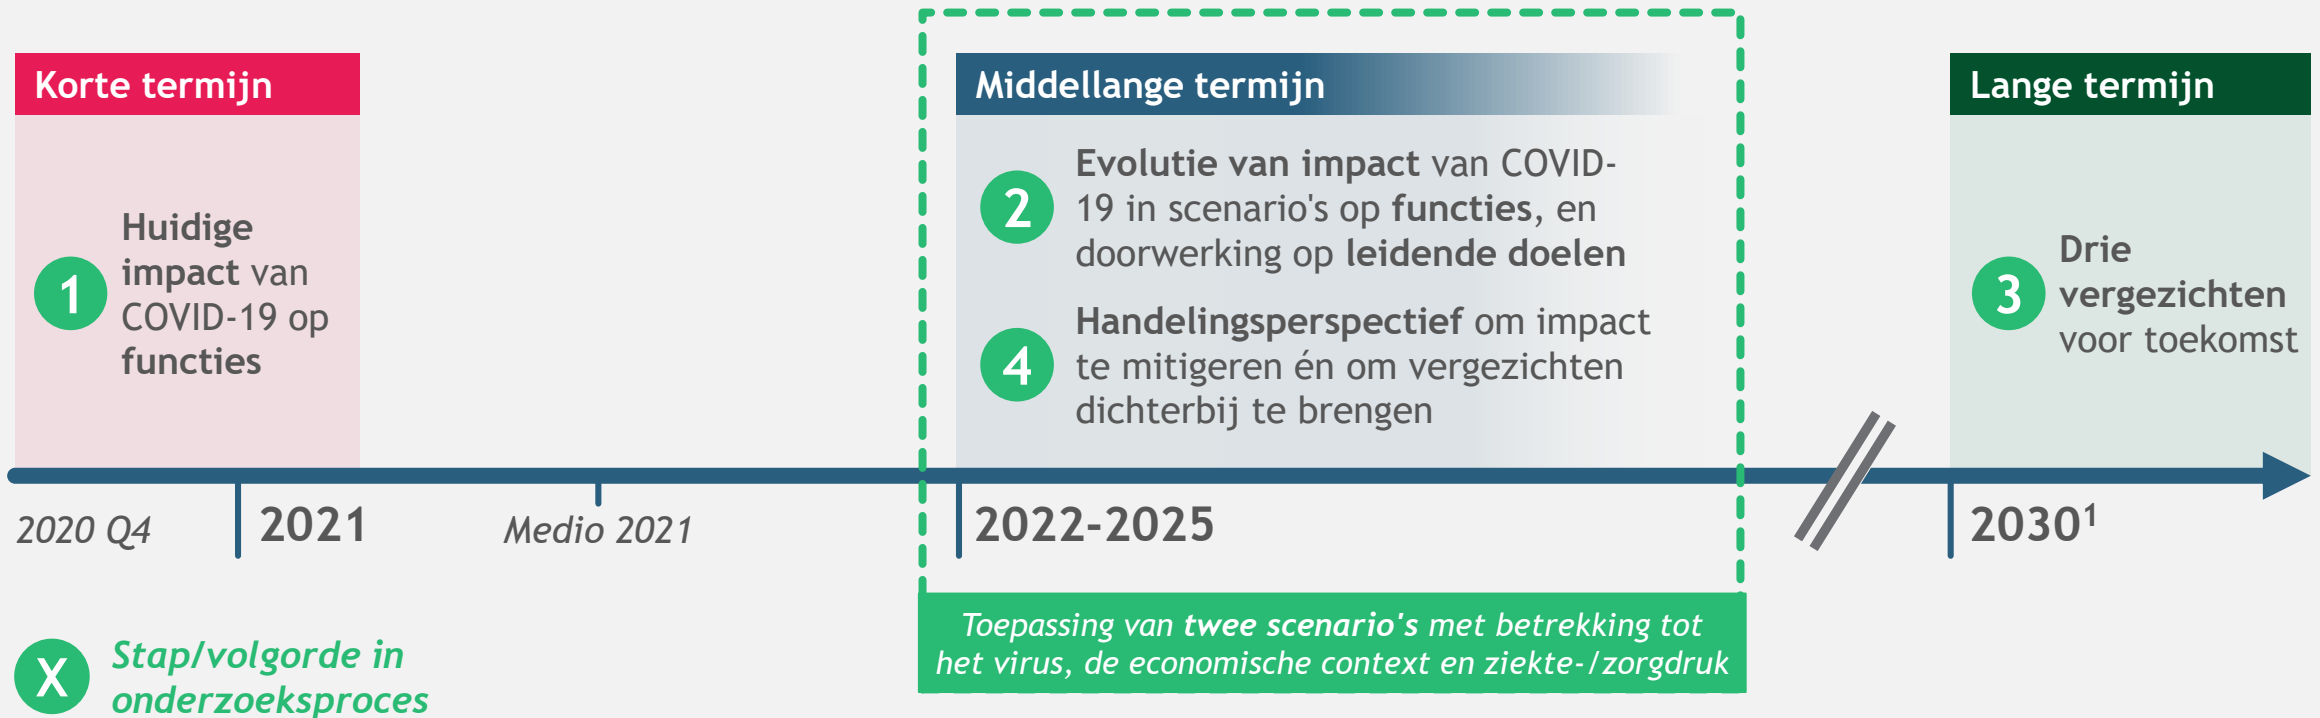 Korte termijn
1
Huidige
impact van
COVID-19 op
functies
Middellange termijn
2
Evolutie van impact van COVID-
19 in scenario's op functies, en
doorwerking op leidende doelen
4
Handelingsperspectief om impact
te mitigeren én om vergezichten
dichterbij te brengen
Lange termijn
3
Drie
vergezichten
voor toekomst
2020 Q4
2021
Medio 2021
2022-2025
2030¹
Toepassing van twee scenario's met betrekking tot
het virus, de economische context en ziekte-/zorgdruk
X
Stap/volgorde in
onderzoeksproces